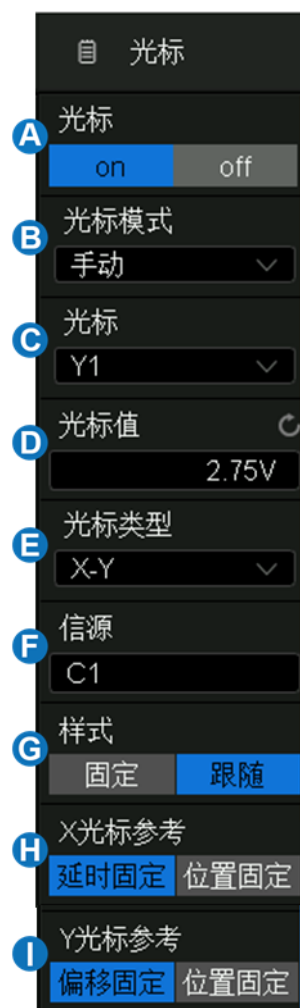 光标
A 光标
on off
B 光标模式
手动
C 光标
Y1
D 光标值
2.75V
E 光标类型
X-Y
F 信源
C1
G 样式
固定 跟随
H X光标参考
延时固定 位置固定
I Y光标参考
偏移固定 位置固定